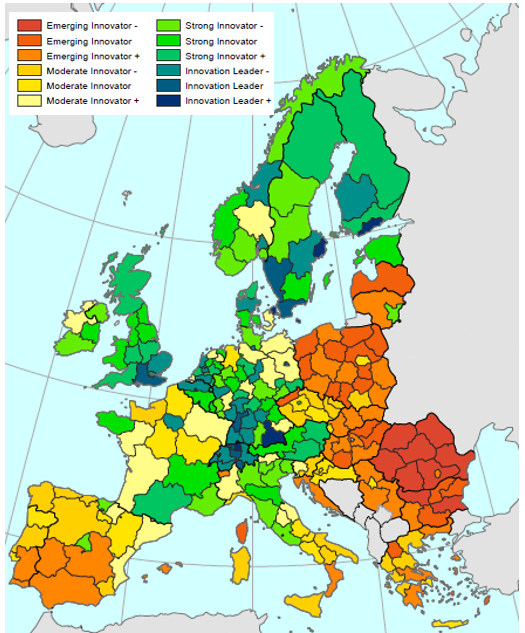 Emerging Innovator -
Emerging Innovator
Emerging Innovator +
Moderate Innovator -
Moderate Innovator
Moderate Innovator +
Strong Innovator -
Strong Innovator
Strong Innovator +
Innovation Leader -
Innovation Leader
Innovation Leader +